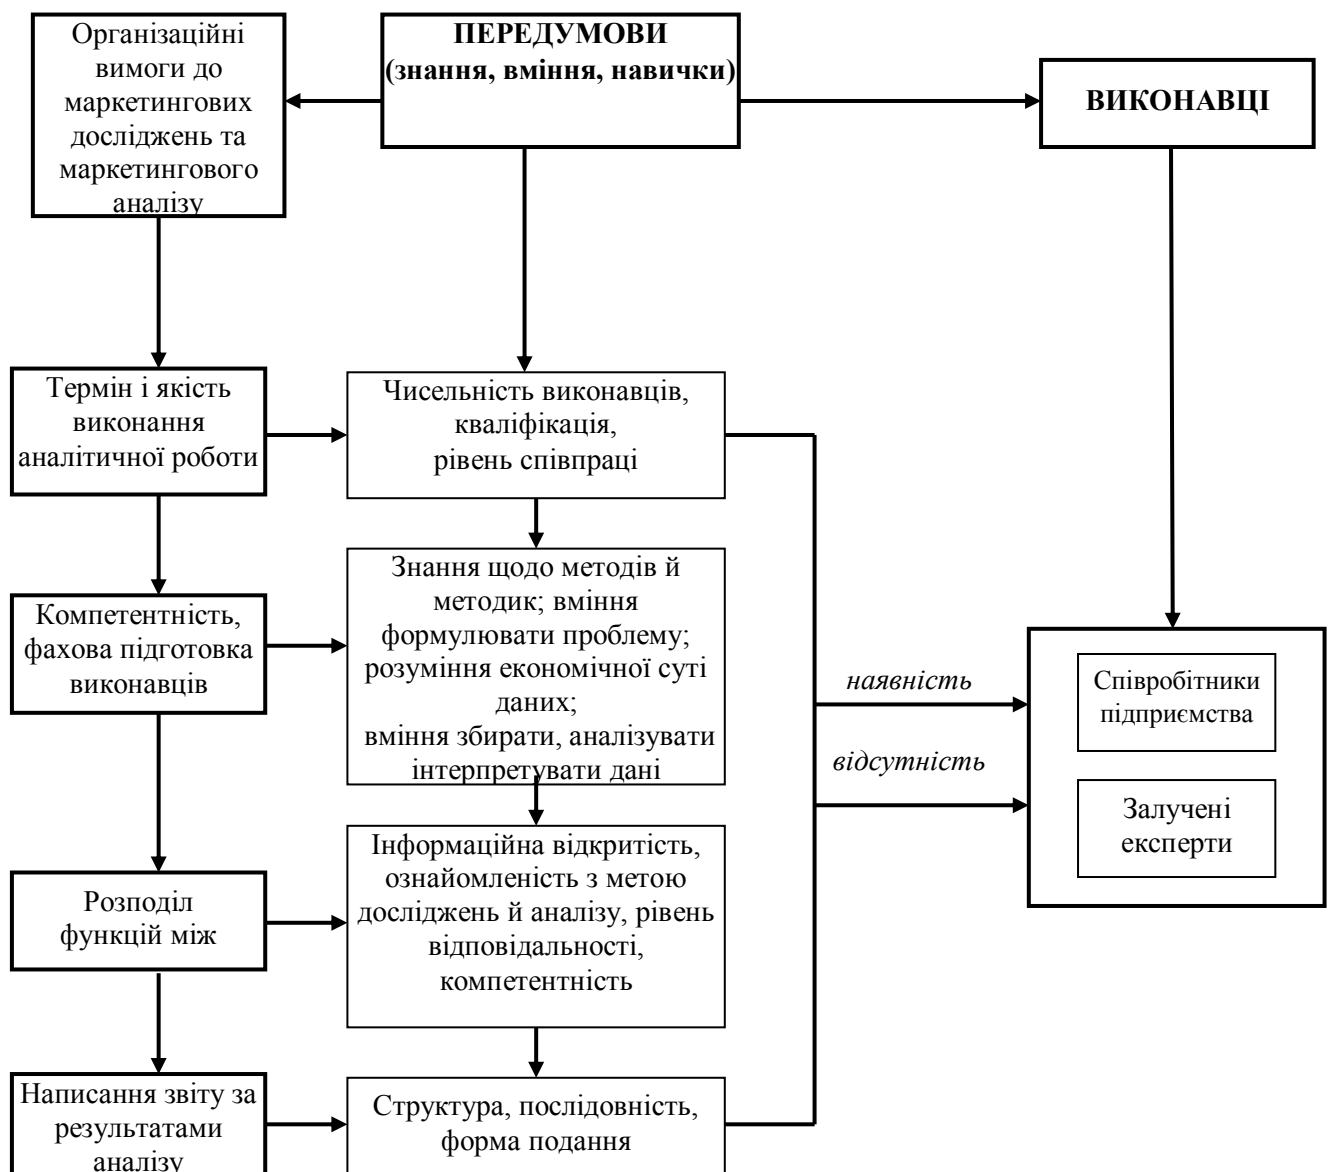 Організаційні
вимоги до
маркетингових
досліджень та
маркетингового
аналізу
ПЕРЕДУМОВИ
(знання, вміння, навички)
ВИКОНАВЦІ
Термін і якість
виконання
аналітичної роботи
Чисельність виконавців,
кваліфікація,
рівень співпраці
Компетентність,
фахова підготовка
виконавців
Знання щодо методів й
методик; вміння
формулювати проблему;
розуміння економічної суті
даних;
вміння збирати, аналізувати
інтерпретувати дані
наявність
відсутність
Співробітники
підприємства
Залучені
експерти
Розподіл
функцій між
Інформаційна відкритість,
ознайомленість з метою
досліджень й аналізу, рівень
відповідальності,
компетентність
Написання звіту за
результатами
аналізу
Структура, послідовність,
форма подання